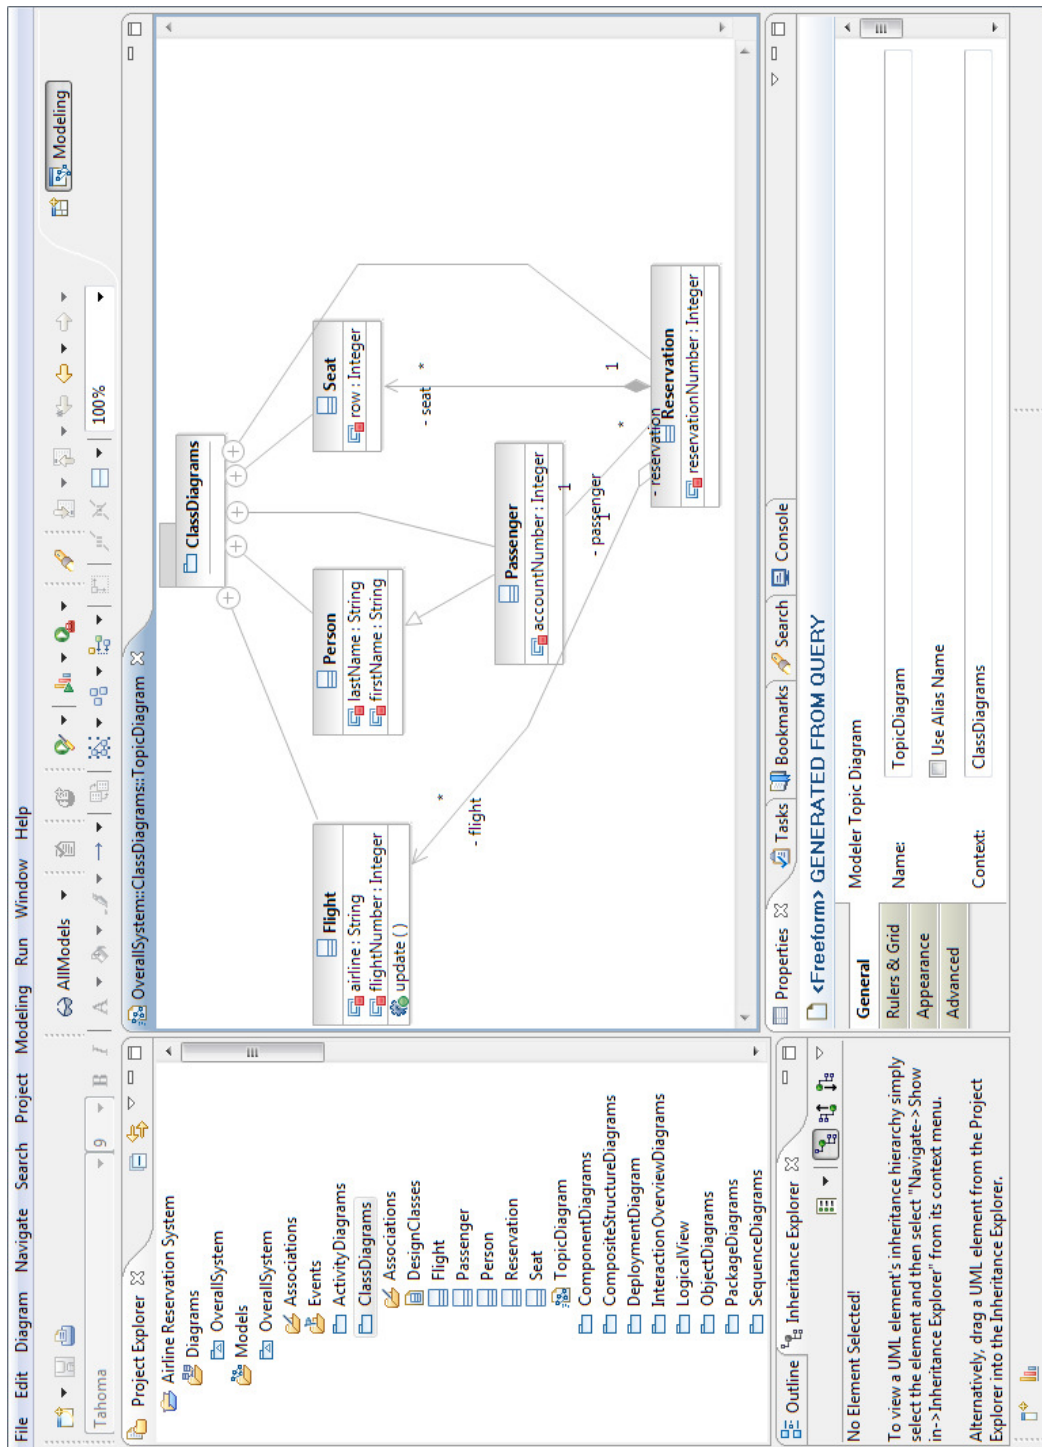 File Edit Diagram Navigate Search Project Modeling Run Window Help
AllModels
Modeling
Tahoma
9
B I A
100%
Project Explorer
Airline Reservation System
Diagrams
OverallSystem
Models
OverallSystem
Associations
Events
ActivityDiagrams
ClassDiagrams
Associations
DesignClasses
Flight
Passenger
Person
Reservation
Seat
TopicDiagram
ComponentDiagrams
CompositeStructureDiagrams
DeploymentDiagram
InteractionOverviewDiagrams
LogicalView
ObjectDiagrams
PackageDiagrams
SequenceDiagrams
OverallSystem::ClassDiagrams::TopicDiagram
ClassDiagrams
Flight
airline : String
flightNumber : Integer
update ( )
Person
lastName : String
firstName : String
Seat
row : Integer
Passenger
accountNumber : Integer
Reservation
reservationNumber : Integer
*
- flight
- seat
*
1
1
- passenger
1
*
- reservation
Outline Inheritance Explorer
No Element Selected!
To view a UML element's inheritance hierarchy simply
select the element and then select "Navigate->Show
in->Inheritance Explorer" from its context menu.
Alternatively, drag a UML element from the Project
Explorer into the Inheritance Explorer.
Properties Tasks Bookmarks Search Console
<Freeform> GENERATED FROM QUERY
General
Rulers & Grid
Appearance
Advanced
Modeler Topic Diagram
Name: TopicDiagram
Use Alias Name
Context: ClassDiagrams